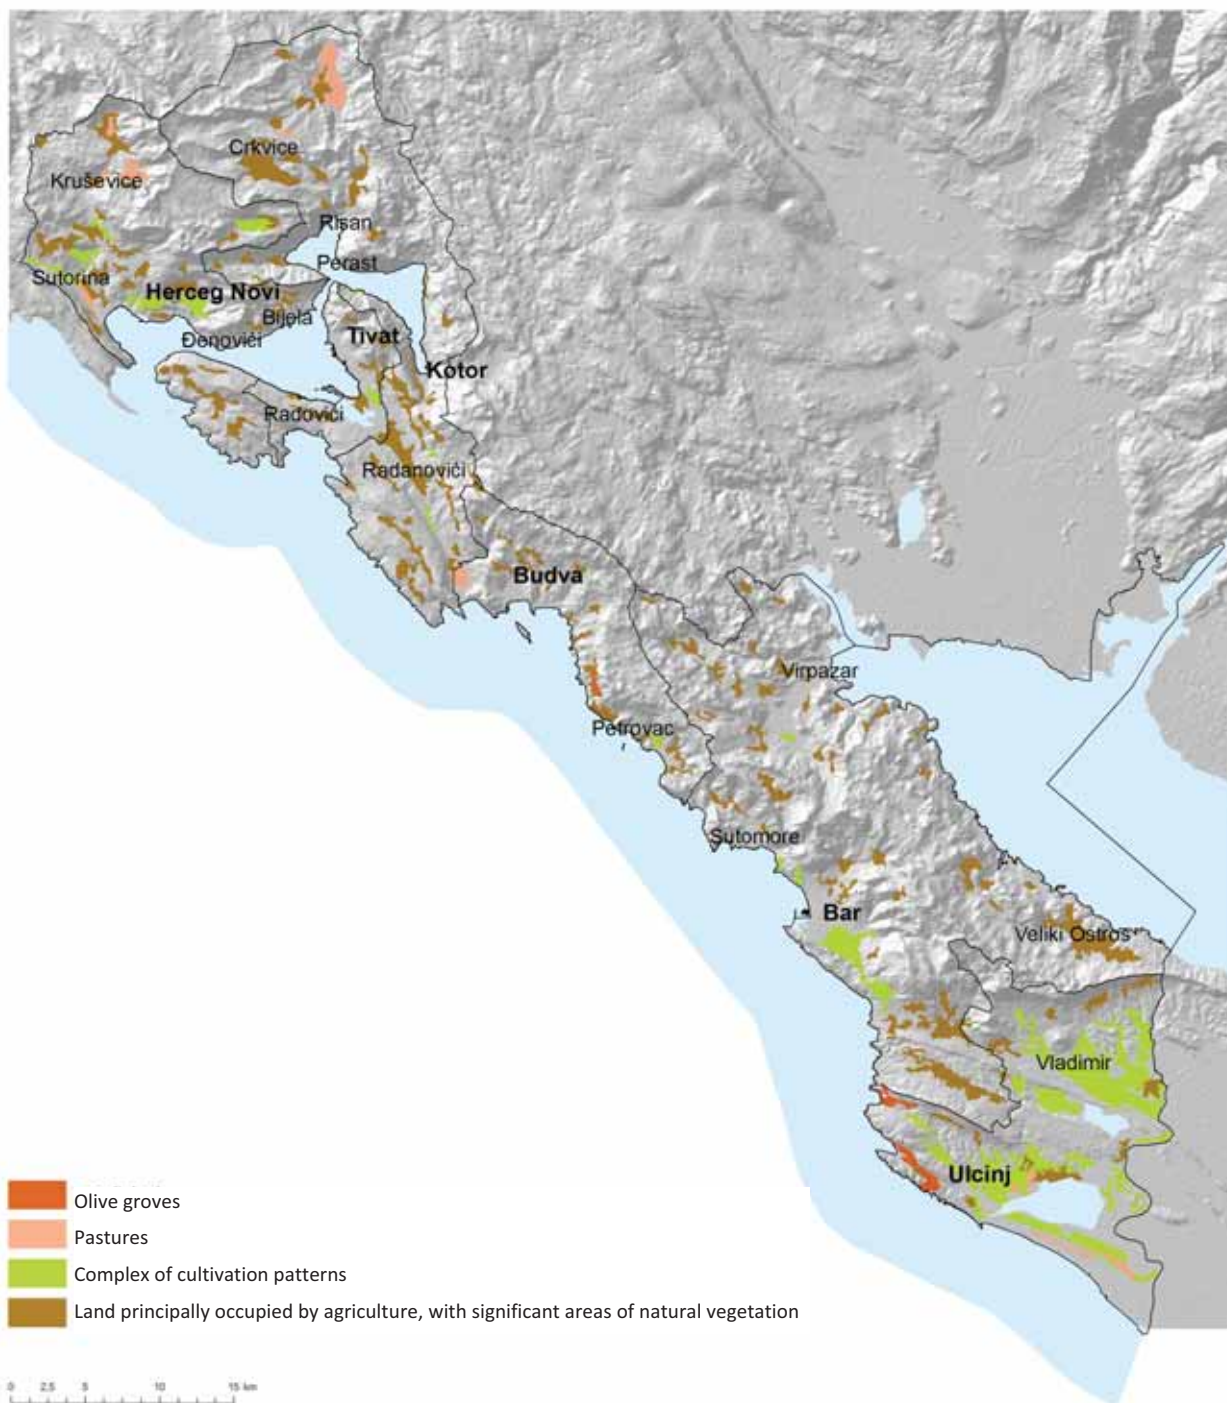 Crkvice
Kruševice
Risan
Perast
Sutorina
Herceg Novi
Bijela
Đenovići
Tivat
Kotor
Radovići
Radanovići
Budva
Virpazar
Petrovac
Sutomore
Bar
Veliki Ostros
Vladimir
Ulcinj
Olive groves
Pastures
Complex of cultivation patterns
Land principally occupied by agriculture, with significant areas of natural vegetation
0 2.5 5 10 15 km